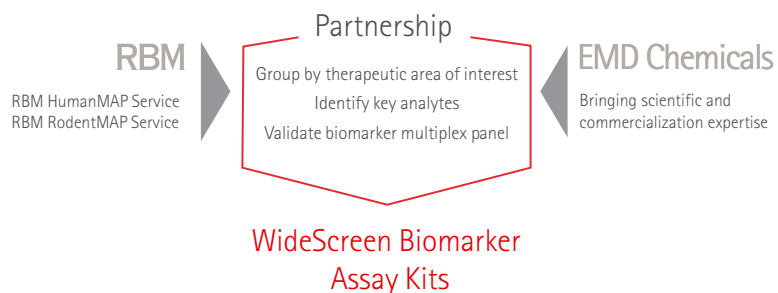 Partnership
RBM
RBM HumanMAP Service
RBM RodentMAP Service
Group by therapeutic area of interest
Identify key analytes
Validate biomarker multiplex panel
EMD Chemicals
Bringing scientific and
commercialization expertise
WideScreen Biomarker
Assay Kits